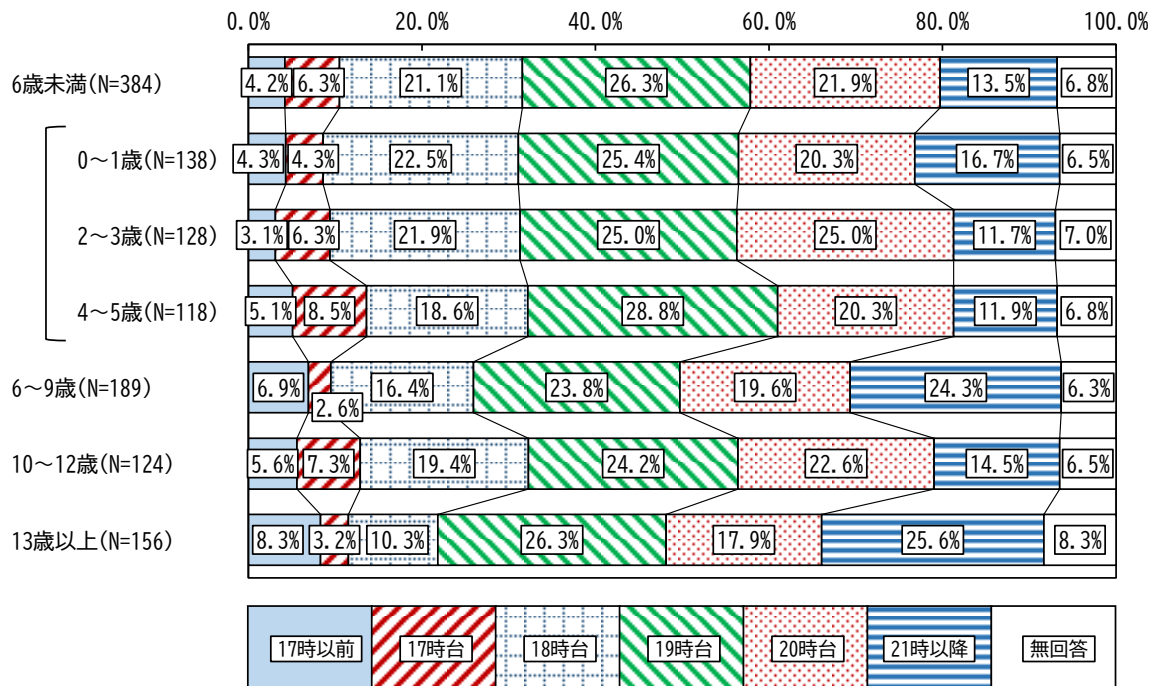 0.0% 20.0% 40.0% 60.0% 80.0% 100.0%
6歳未満(N=384) 4.2% 6.3% 21.1% 26.3% 21.9% 13.5% 6.8%
0～1歳(N=138) 4.3% 4.3% 22.5% 25.4% 20.3% 16.7% 6.5%
2～3歳(N=128) 3.1% 6.3% 21.9% 25.0% 25.0% 11.7% 7.0%
4～5歳(N=118) 5.1% 8.5% 18.6% 28.8% 20.3% 11.9% 6.8%
6～9歳(N=189) 6.9% 2.6% 16.4% 23.8% 19.6% 24.3% 6.3%
10～12歳(N=124) 5.6% 7.3% 19.4% 24.2% 22.6% 14.5% 6.5%
13歳以上(N=156) 8.3% 3.2% 10.3% 26.3% 17.9% 25.6% 8.3%
17時以前 17時台 18時台 19時台 20時台 21時以降 無回答